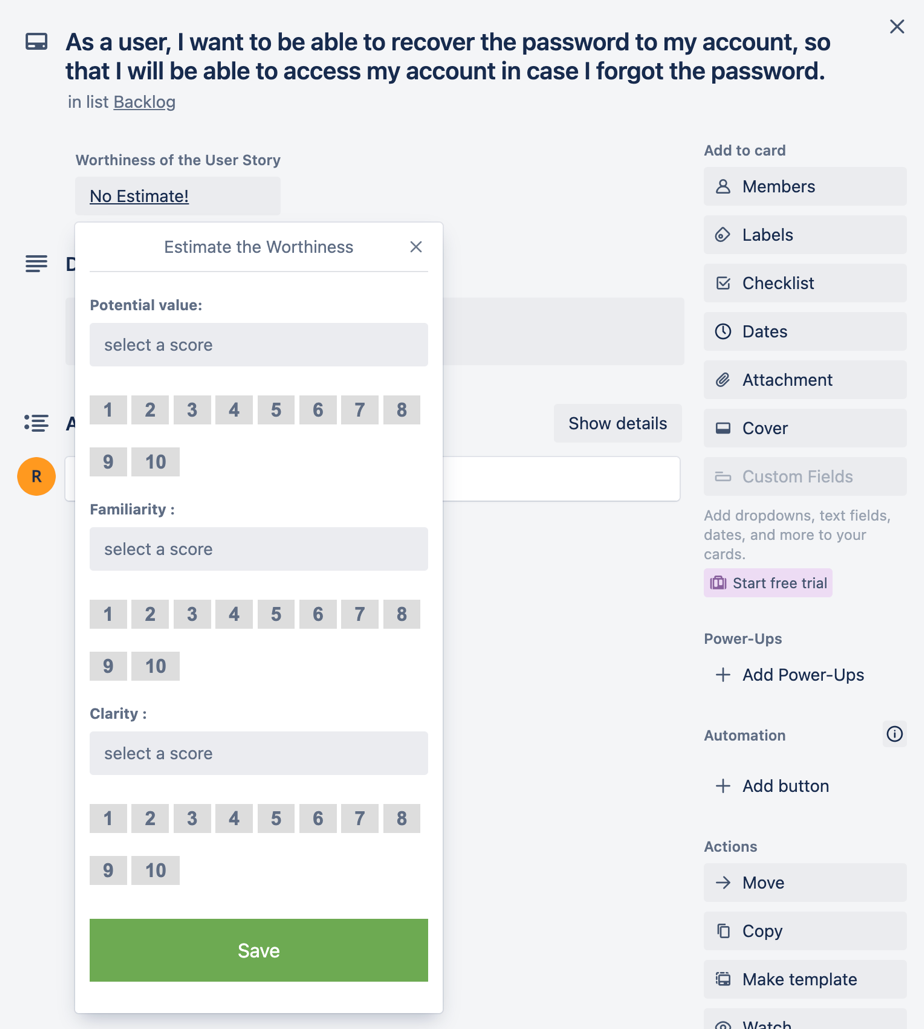 As a user, I want to be able to recover the password to my account, so
that I will be able to access my account in case I forgot the password.
in list Backlog
Worthiness of the User Story
No Estimate!
Estimate the Worthiness
Potential value:
select a score
1 2 3 4 5 6 7 8
9 10
Familiarity :
select a score
1 2 3 4 5 6 7 8
9 10
Clarity :
select a score
1 2 3 4 5 6 7 8
9 10
Save
D
A
Show details
R
Add to card
Members
Labels
Checklist
Dates
Attachment
Cover
Custom Fields
Add dropdowns, text fields,
dates, and more to your
cards.
Start free trial
Power-Ups
+ Add Power-Ups
Automation
+ Add button
Actions
Move
Copy
Make template
Watch